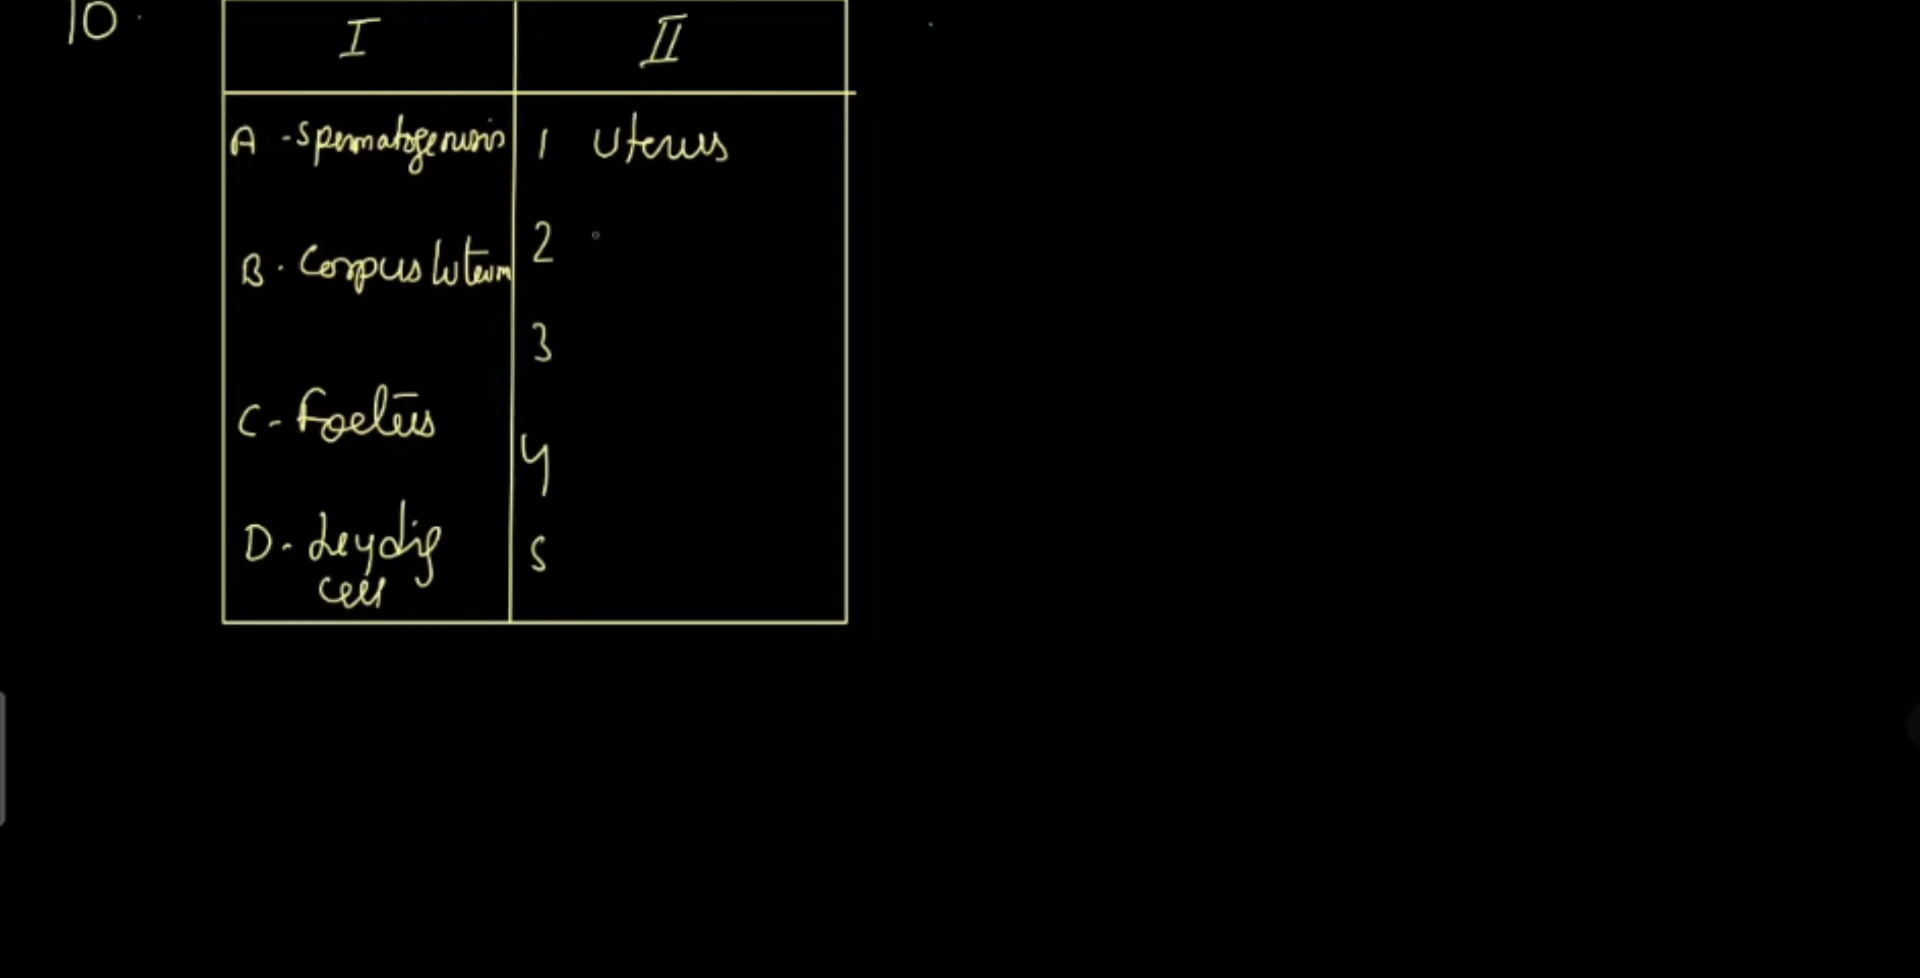 10.
I II
A - Spermatogenesis 1 Uterus
B. Corpus luteum 2
3
C - Foetus
4
D - Leydig 5
cell